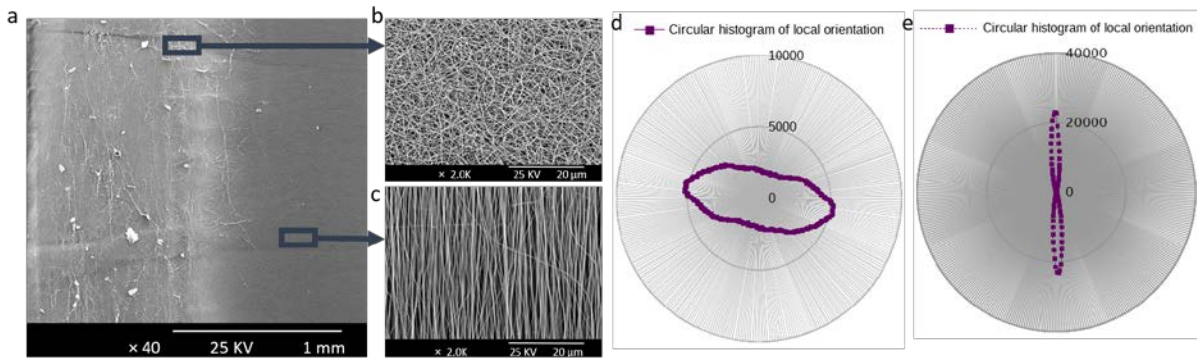 a
× 40 25 KV 1 mm
b
× 2.0K 25 KV 20 µm
c
× 2.0K 25 KV 20 µm
d
Circular histogram of local orientation
10000
5000
0
e
Circular histogram of local orientation
40000
20000
0